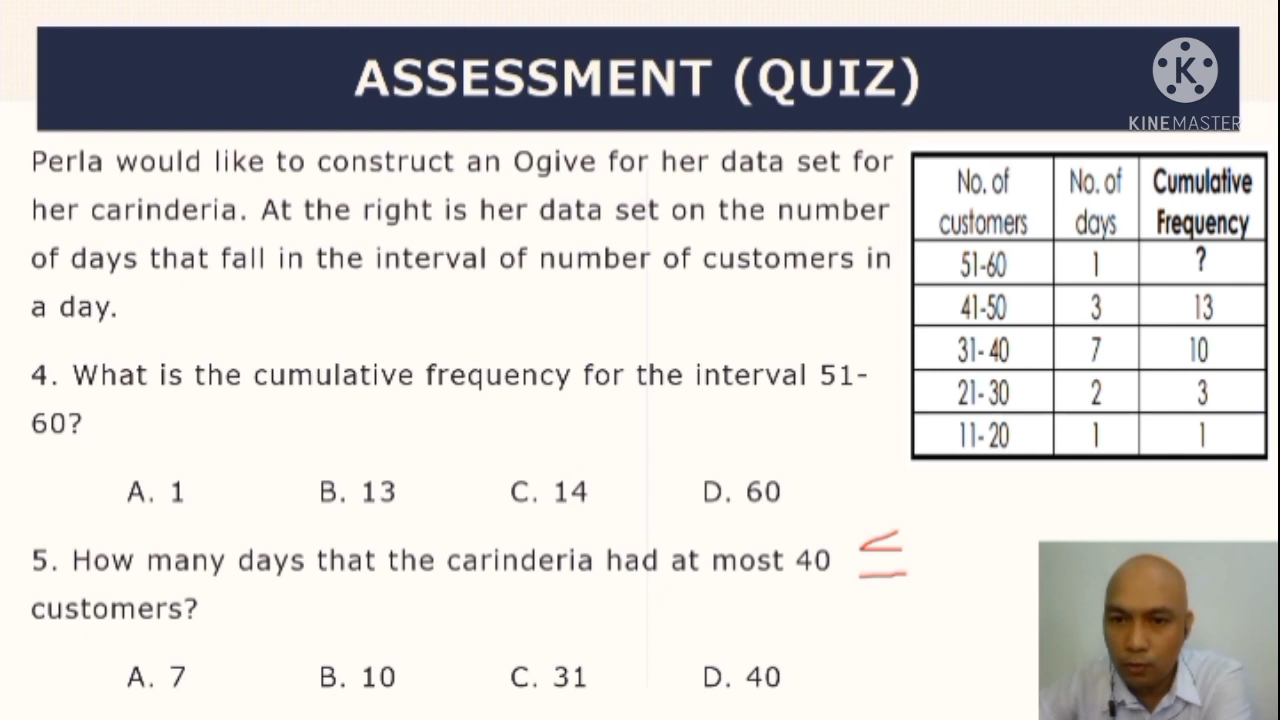 ASSESSMENT (QUIZ)
K
KINEMASTER
Perla would like to construct an Ogive for her data set for
her carinderia. At the right is her data set on the number
of days that fall in the interval of number of customers in
a day.
4. What is the cumulative frequency for the interval 51-
60?
A. 1 B. 13 C. 14 D. 60
5. How many days that the carinderia had at most 40 ≤
customers?
A. 7 B. 10 C. 31 D. 40
No. of No. of Cumulative
customers days Frequency
51-60 1 ?
41-50 3 13
31- 40 7 10
21- 30 2 3
11- 20 1 1